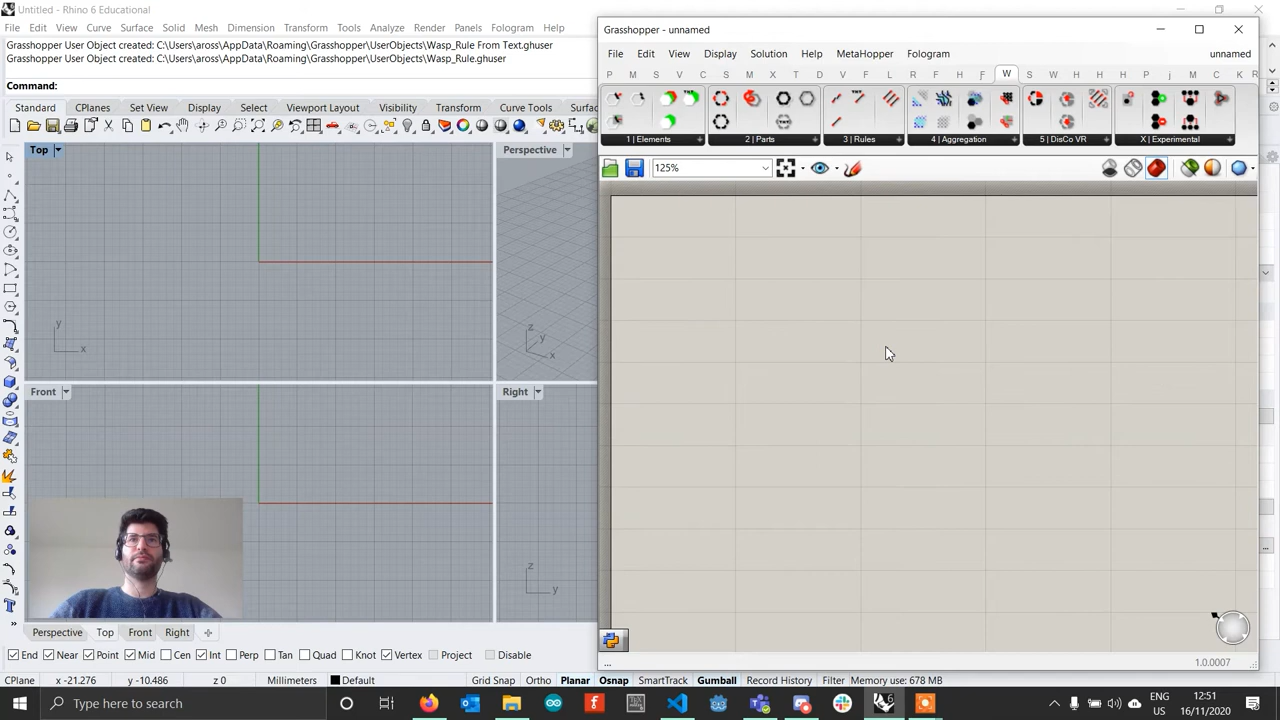 Untitled - Rhino 6 Educational
File Edit View Curve Surface Solid Mesh Dimension Transform Tools Analyze Render Panels Fologram Help
Grasshopper User Object created: C:\Users\aross\AppData\Roaming\Grasshopper\UserObjects\Wasp_Rule From Text.ghuser
Grasshopper User Object created: C:\Users\aross\AppData\Roaming\Grasshopper\UserObjects\Wasp_Rule.ghuser
Command:
Standard CPlanes Set View Display Select Viewport Layout Visibility Transform Curve Tools
Top
y
x
Perspective
z
y
x
Front
Right
z
y
Perspective Top Front Right
End Near Point Mid Cen Int Perp Tan Quad Knot Vertex Project Disable
CPlane x -21.276 y -10.486 z 0 Millimeters Default Grid Snap Ortho Planar Osnap SmartTrack Gumball Record History Filter Memory use: 678 MB
Grasshopper - unnamed
File Edit View Display Solution Help MetaHopper Fologram unnamed
P M S V C S M X T D V F L R F H F H W S W S H H P j M C K R
1 | Elements 2 | Parts 3 | Rules 4 | Aggregation 5 | DisCo VR X | Experimental
125%
...
1.0.0007
Type here to search
ENG
US
12:51
16/11/2020